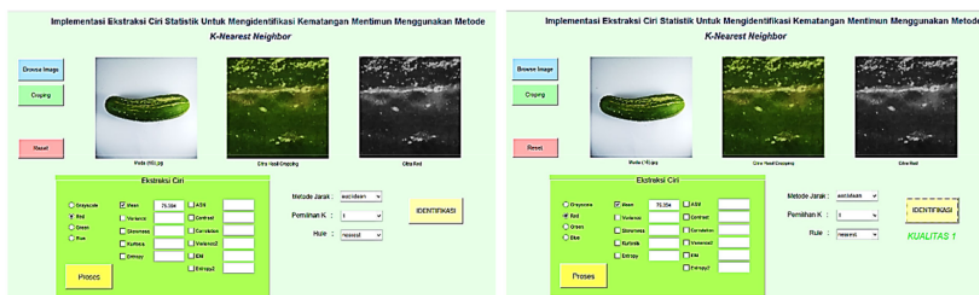 Implementasi Ekstraksi Ciri Statistik Untuk Mengidentifikasi Kematangan Mentimun Menggunakan Metode
K-Nearest Neighbor
Browse Image
Croping
Reset
Citra Hasil Cropping
Citra Red
Ekstraksi Ciri
Grayscale
Red
Green
Blue
Mean
Variance
Skewness
Kurtosis
Entropy
ASM
Contrast
Correlation
Variance2
IDM
Entropy2
Proses
Metode Jarak : euclidean
Pemilihan K : 1
Rule : nearest
IDENTIFIKASI
Implementasi Ekstraksi Ciri Statistik Untuk Mengidentifikasi Kematangan Mentimun Menggunakan Metode
K-Nearest Neighbor
Browse Image
Croping
Reset
Citra Hasil Cropping
Citra Red
Ekstraksi Ciri
Grayscale
Red
Green
Blue
Mean
Variance
Skewness
Kurtosis
Entropy
ASM
Contrast
Correlation
Variance2
IDM
Entropy2
Proses
Metode Jarak : euclidean
Pemilihan K : 1
Rule : nearest
IDENTIFIKASI
KUALITAS 1